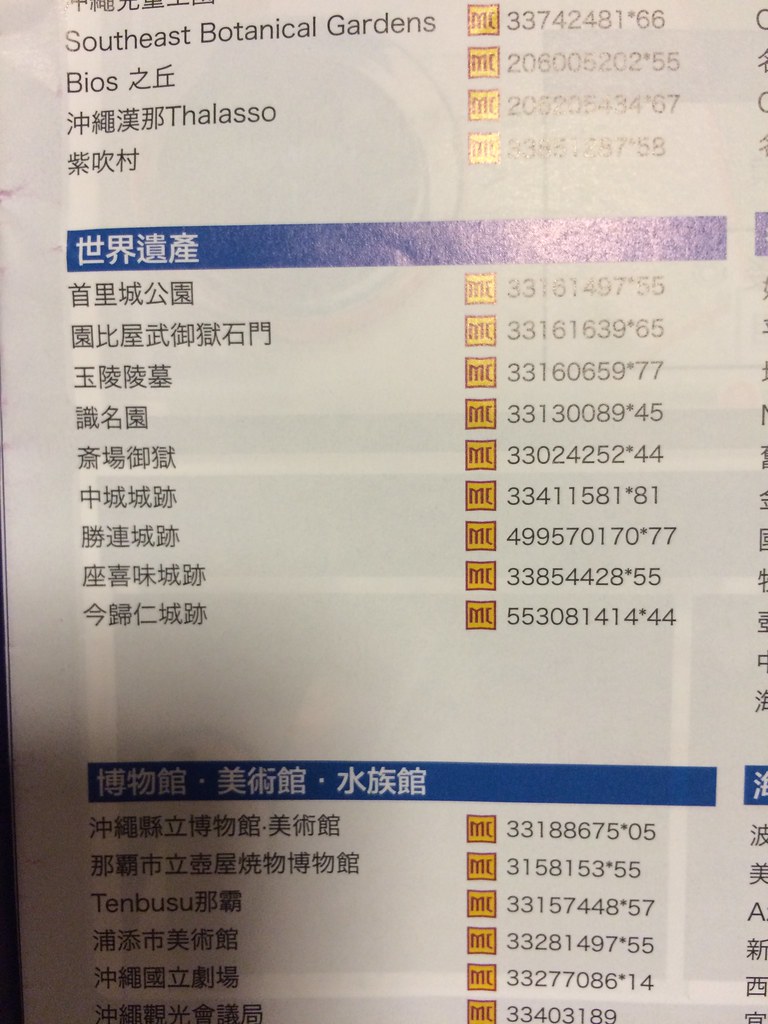 Southeast Botanical Gardens MC 33742481*66
Bios 之丘 MC 206005202*55
沖繩漢那Thalasso MC 206205434*67
紫吹村 MC
世界遺產
首里城公園 MC 33161497*55
園比屋武御獄石門 MC 33161639*65
玉陵陵墓 MC 33160659*77
識名園 MC 33130089*45
斎場御獄 MC 33024252*44
中城城跡 MC 33411581*81
勝連城跡 MC 499570170*77
座喜味城跡 MC 33854428*55
今歸仁城跡 MC 553081414*44
博物館・美術館・水族館
沖繩縣立博物館·美術館 MC 33188675*05
那覇市立壺屋焼物博物館 MC 3158153*55
Tenbusu那霸 MC 33157448*57
浦添市美術館 MC 33281497*55
沖繩國立劇場 MC 33277086*14
沖繩觀光會議局 MC 33403189